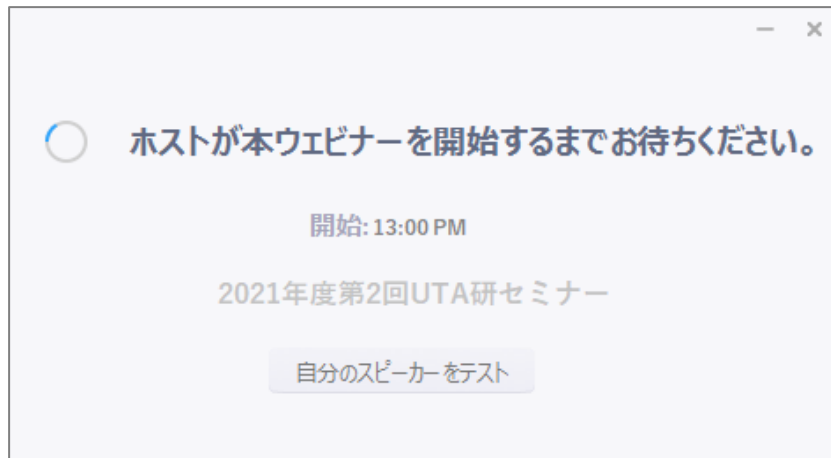 ホストが本ウェビナーを開始するまでお待ちください。
開始: 13:00 PM
2021年度第2回UTA研セミナー
自分のスピーカーをテスト